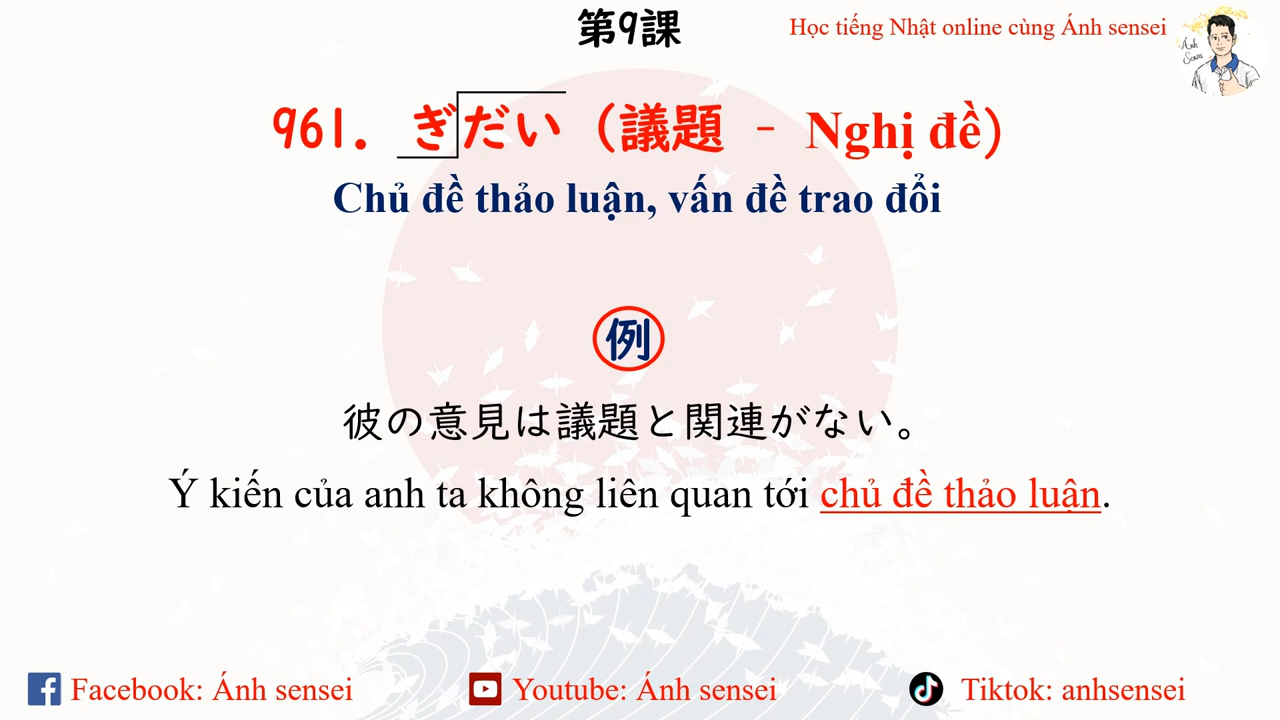 第9課
Học tiếng Nhật online cùng Ánh sensei
Ánh Sensei
961. ぎだい (議題 - Nghị đề)
Chủ đề thảo luận, vấn đề trao đổi
例
彼の意見は議題と関連がない。
Ý kiến của anh ta không liên quan tới chủ đề thảo luận.
Facebook: Ánh sensei
Youtube: Ánh sensei
Tiktok: anhsensei